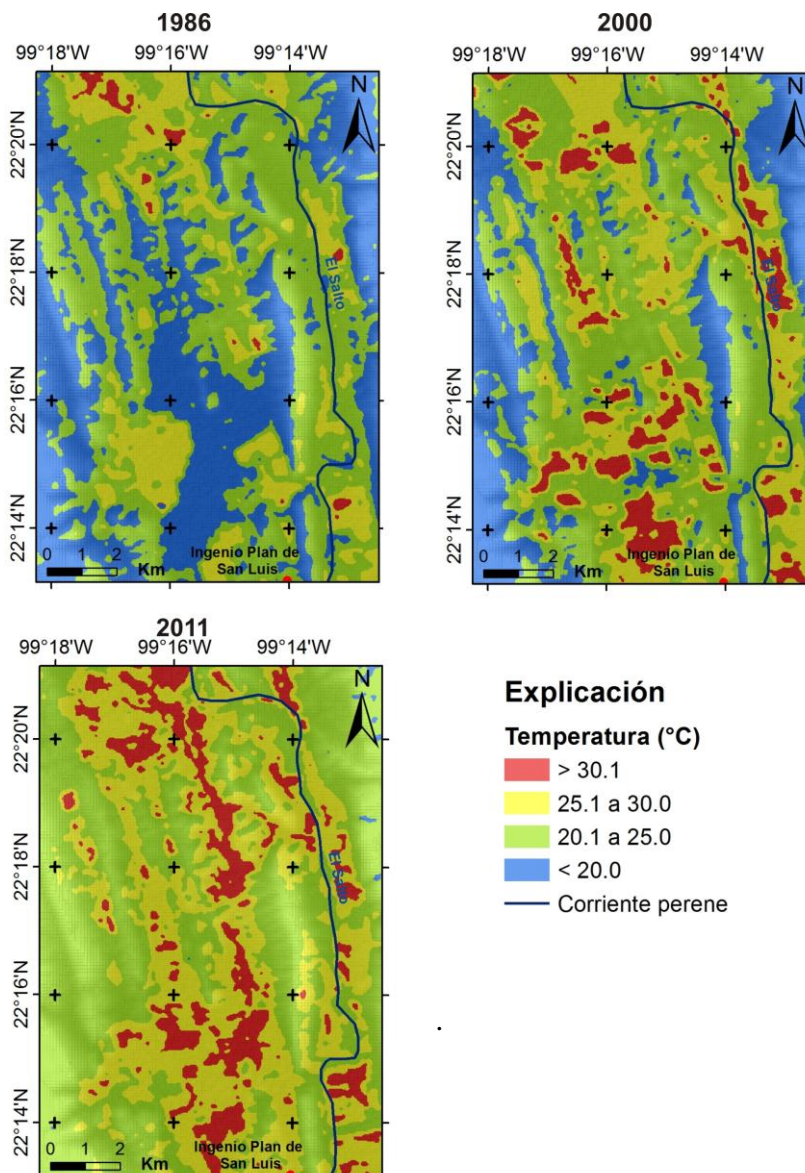 1986
99°18'W 99°16'W 99°14'W
N
22°20'N
22°18'N
El Salto
22°16'N
22°14'N
0 1 2
Km
Ingenio Plan de
San Luis
2000
99°18'W 99°16'W 99°14'W
N
22°20'N
22°18'N
El Salto
22°16'N
22°14'N
0 1 2
Km
Ingenio Plan de
San Luis
2011
99°18'W 99°16'W 99°14'W
N
22°20'N
22°18'N
El Salto
22°16'N
22°14'N
0 1 2
Km
Ingenio Plan de
San Luis
Explicación
Temperatura (°C)
> 30.1
25.1 a 30.0
20.1 a 25.0
< 20.0
Corriente perene